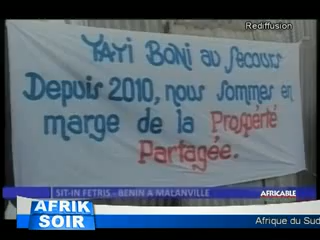 Rediffusion
YAYI BONI AU SECOURS
DEPUIS 2010, NOUS SOMMES EN
MARGE DE LA PROSPÉRTÉ
PARTAGÉE.
SIT-IN FETRIS - BENIN A MALANVILLE
AFRICABLE
AFRIK
SOIR
Afrique du Sud